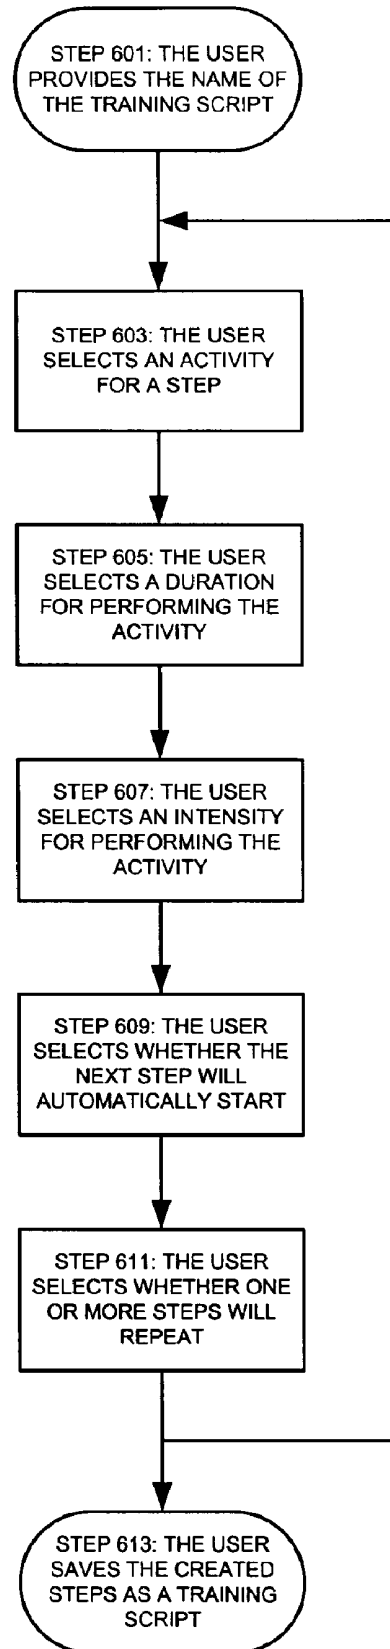 STEP 601: THE USER
PROVIDES THE NAME OF
THE TRAINING SCRIPT
STEP 603: THE USER
SELECTS AN ACTIVITY
FOR A STEP
STEP 605: THE USER
SELECTS A DURATION
FOR PERFORMING THE
ACTIVITY
STEP 607: THE USER
SELECTS AN INTENSITY
FOR PERFORMING THE
ACTIVITY
STEP 609: THE USER
SELECTS WHETHER THE
NEXT STEP WILL
AUTOMATICALLY START
STEP 611: THE USER
SELECTS WHETHER ONE
OR MORE STEPS WILL
REPEAT
STEP 613: THE USER
SAVES THE CREATED
STEPS AS A TRAINING
SCRIPT